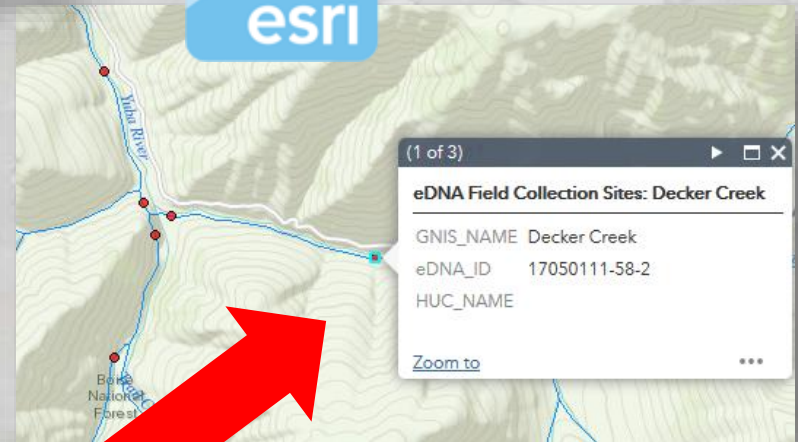 esri
Yuba River
(1 of 3)
eDNA Field Collection Sites: Decker Creek
GNIS_NAME Decker Creek
eDNA_ID 17050111-58-2
HUC_NAME
Zoom to
Boise
National
Forest